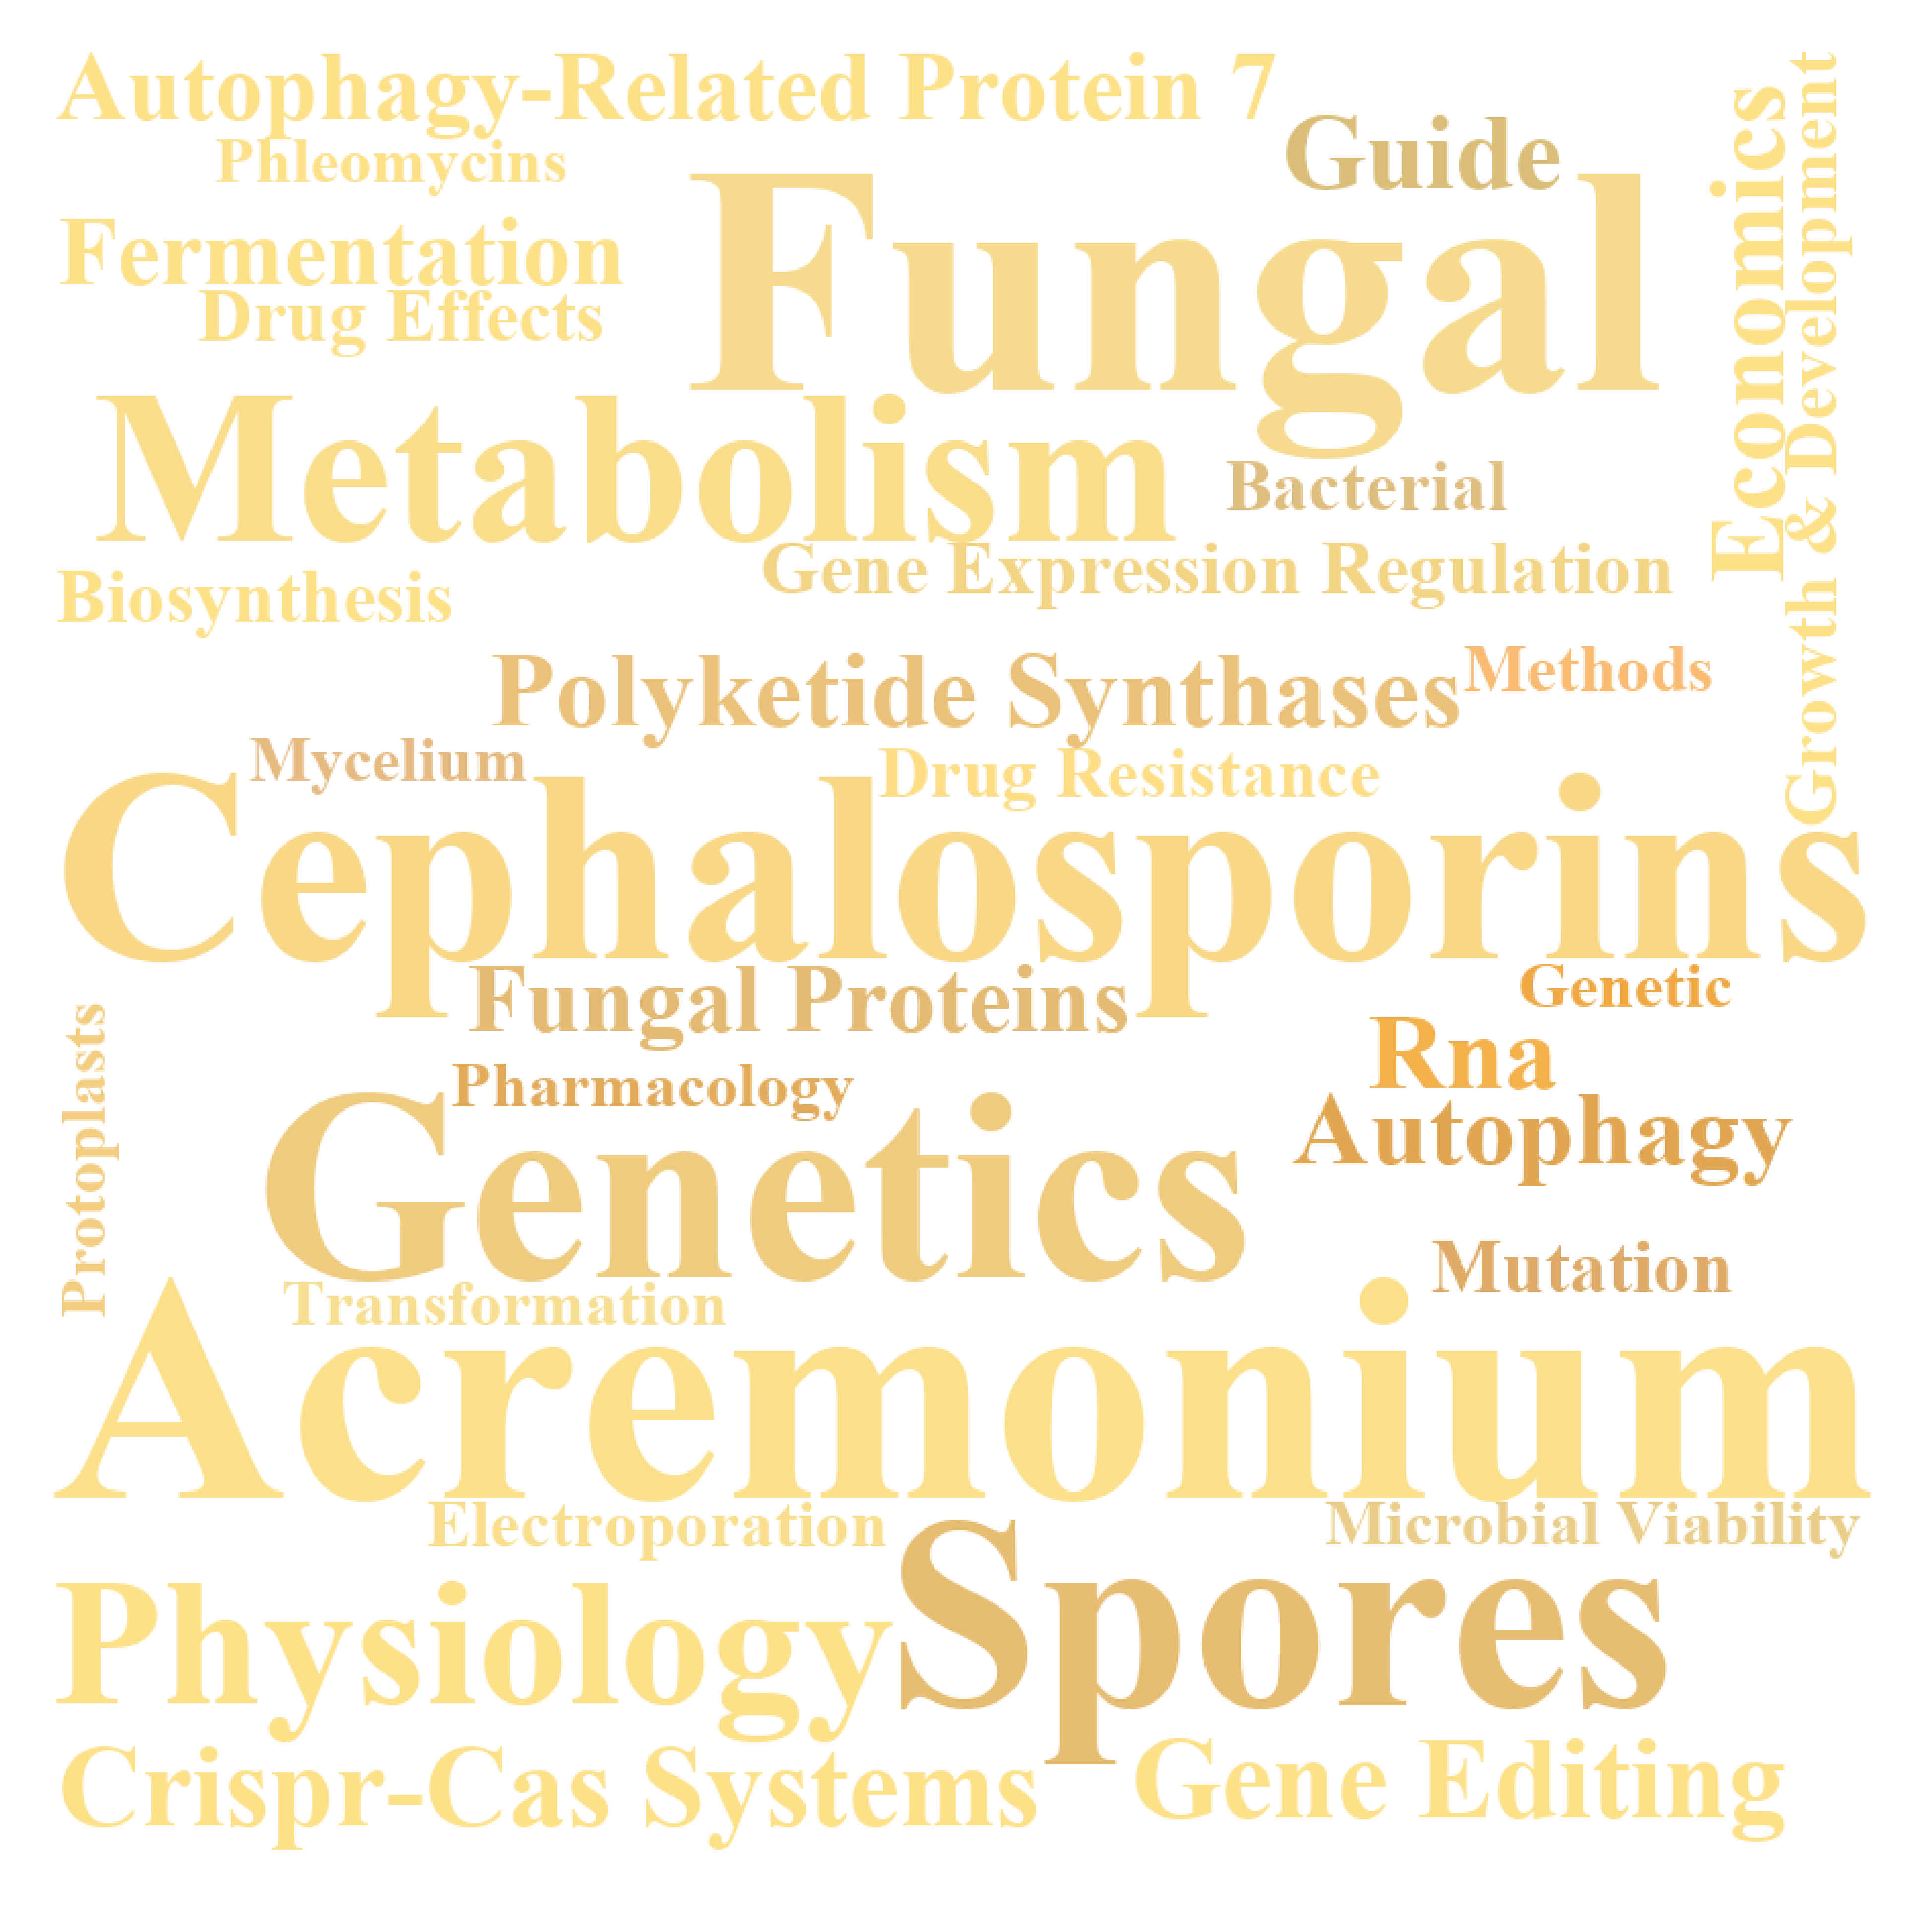 Autophagy-Related Protein 7
Phleomycins
Guide
Fungal
Economics
Growth & Development
Fermentation
Drug Effects
Metabolism
Bacterial
Gene Expression Regulation
Biosynthesis
Polyketide Synthases
Methods
Mycelium
Drug Resistance
Cephalosporins
Fungal Proteins
Genetic
Protoplasts
Rna
Pharmacology
Autophagy
Genetics
Mutation
Transformation
Acremonium
Electroporation
Microbial Viability
Physiology
Spores
Crispr-Cas Systems
Gene Editing